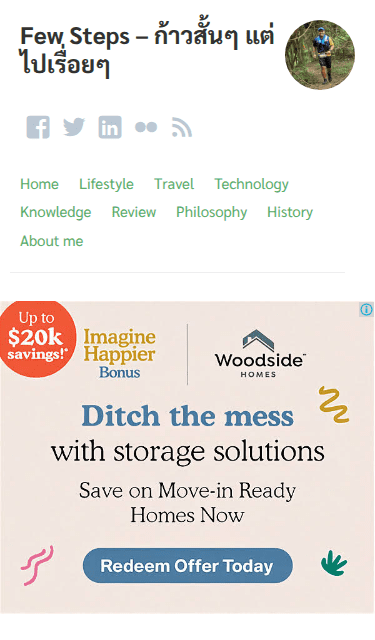 Few Steps – ก้าวสั้นๆ แต่
ไปเรื่อยๆ
Home Lifestyle Travel Technology
Knowledge Review Philosophy History
About me
Up to
$20k
savings!*
Imagine
Happier
Bonus
Woodside™
HOMES
Ditch the mess
with storage solutions
Save on Move-in Ready
Homes Now
Redeem Offer Today